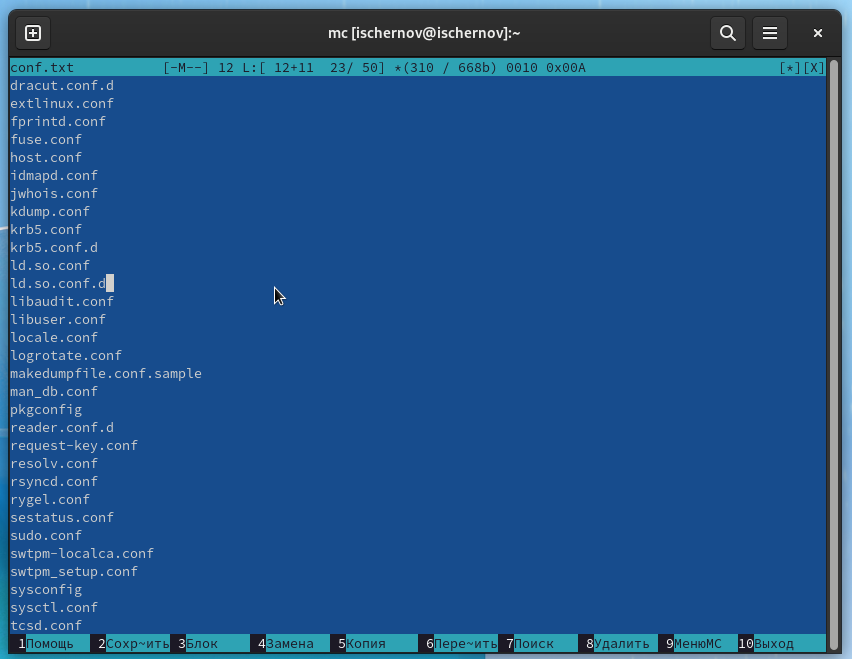 mc [ischernov@ischernov]:~
conf.txt [-M--] 12 L:[ 12+11 23/ 50] *(310 / 668b) 0010 0x00A [*][X]
dracut.conf.d
extlinux.conf
fprintd.conf
fuse.conf
host.conf
idmapd.conf
jwhois.conf
kdump.conf
krb5.conf
krb5.conf.d
ld.so.conf
ld.so.conf.d
libaudit.conf
libuser.conf
locale.conf
logrotate.conf
makedumpfile.conf.sample
man_db.conf
pkgconfig
reader.conf.d
request-key.conf
resolv.conf
rsyncd.conf
rygel.conf
sestatus.conf
sudo.conf
swtpm-localca.conf
swtpm_setup.conf
sysconfig
sysctl.conf
tcsd.conf
1Помощь 2Сохр~ить 3Блок 4Замена 5Копия 6Пере~ить 7Поиск 8Удалить 9МенюМС 10Выход